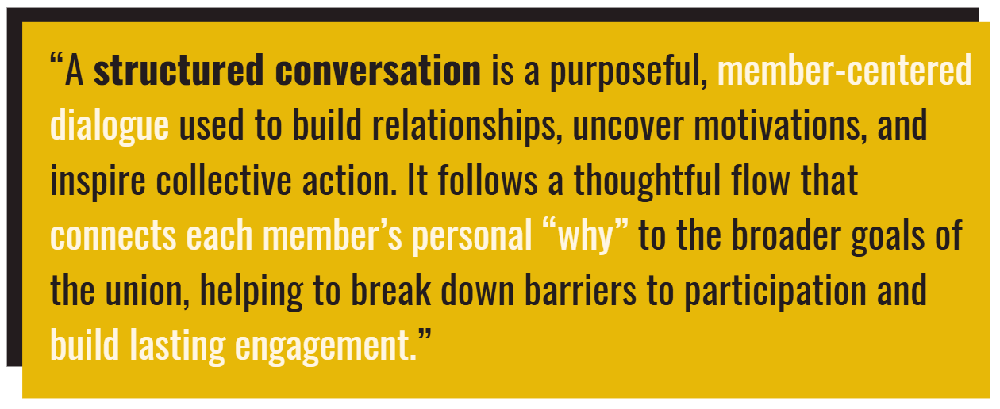 “A structured conversation is a purposeful, member-centered
dialogue used to build relationships, uncover motivations, and
inspire collective action. It follows a thoughtful flow that
connects each member’s personal “why” to the broader goals of
the union, helping to break down barriers to participation and
build lasting engagement.”